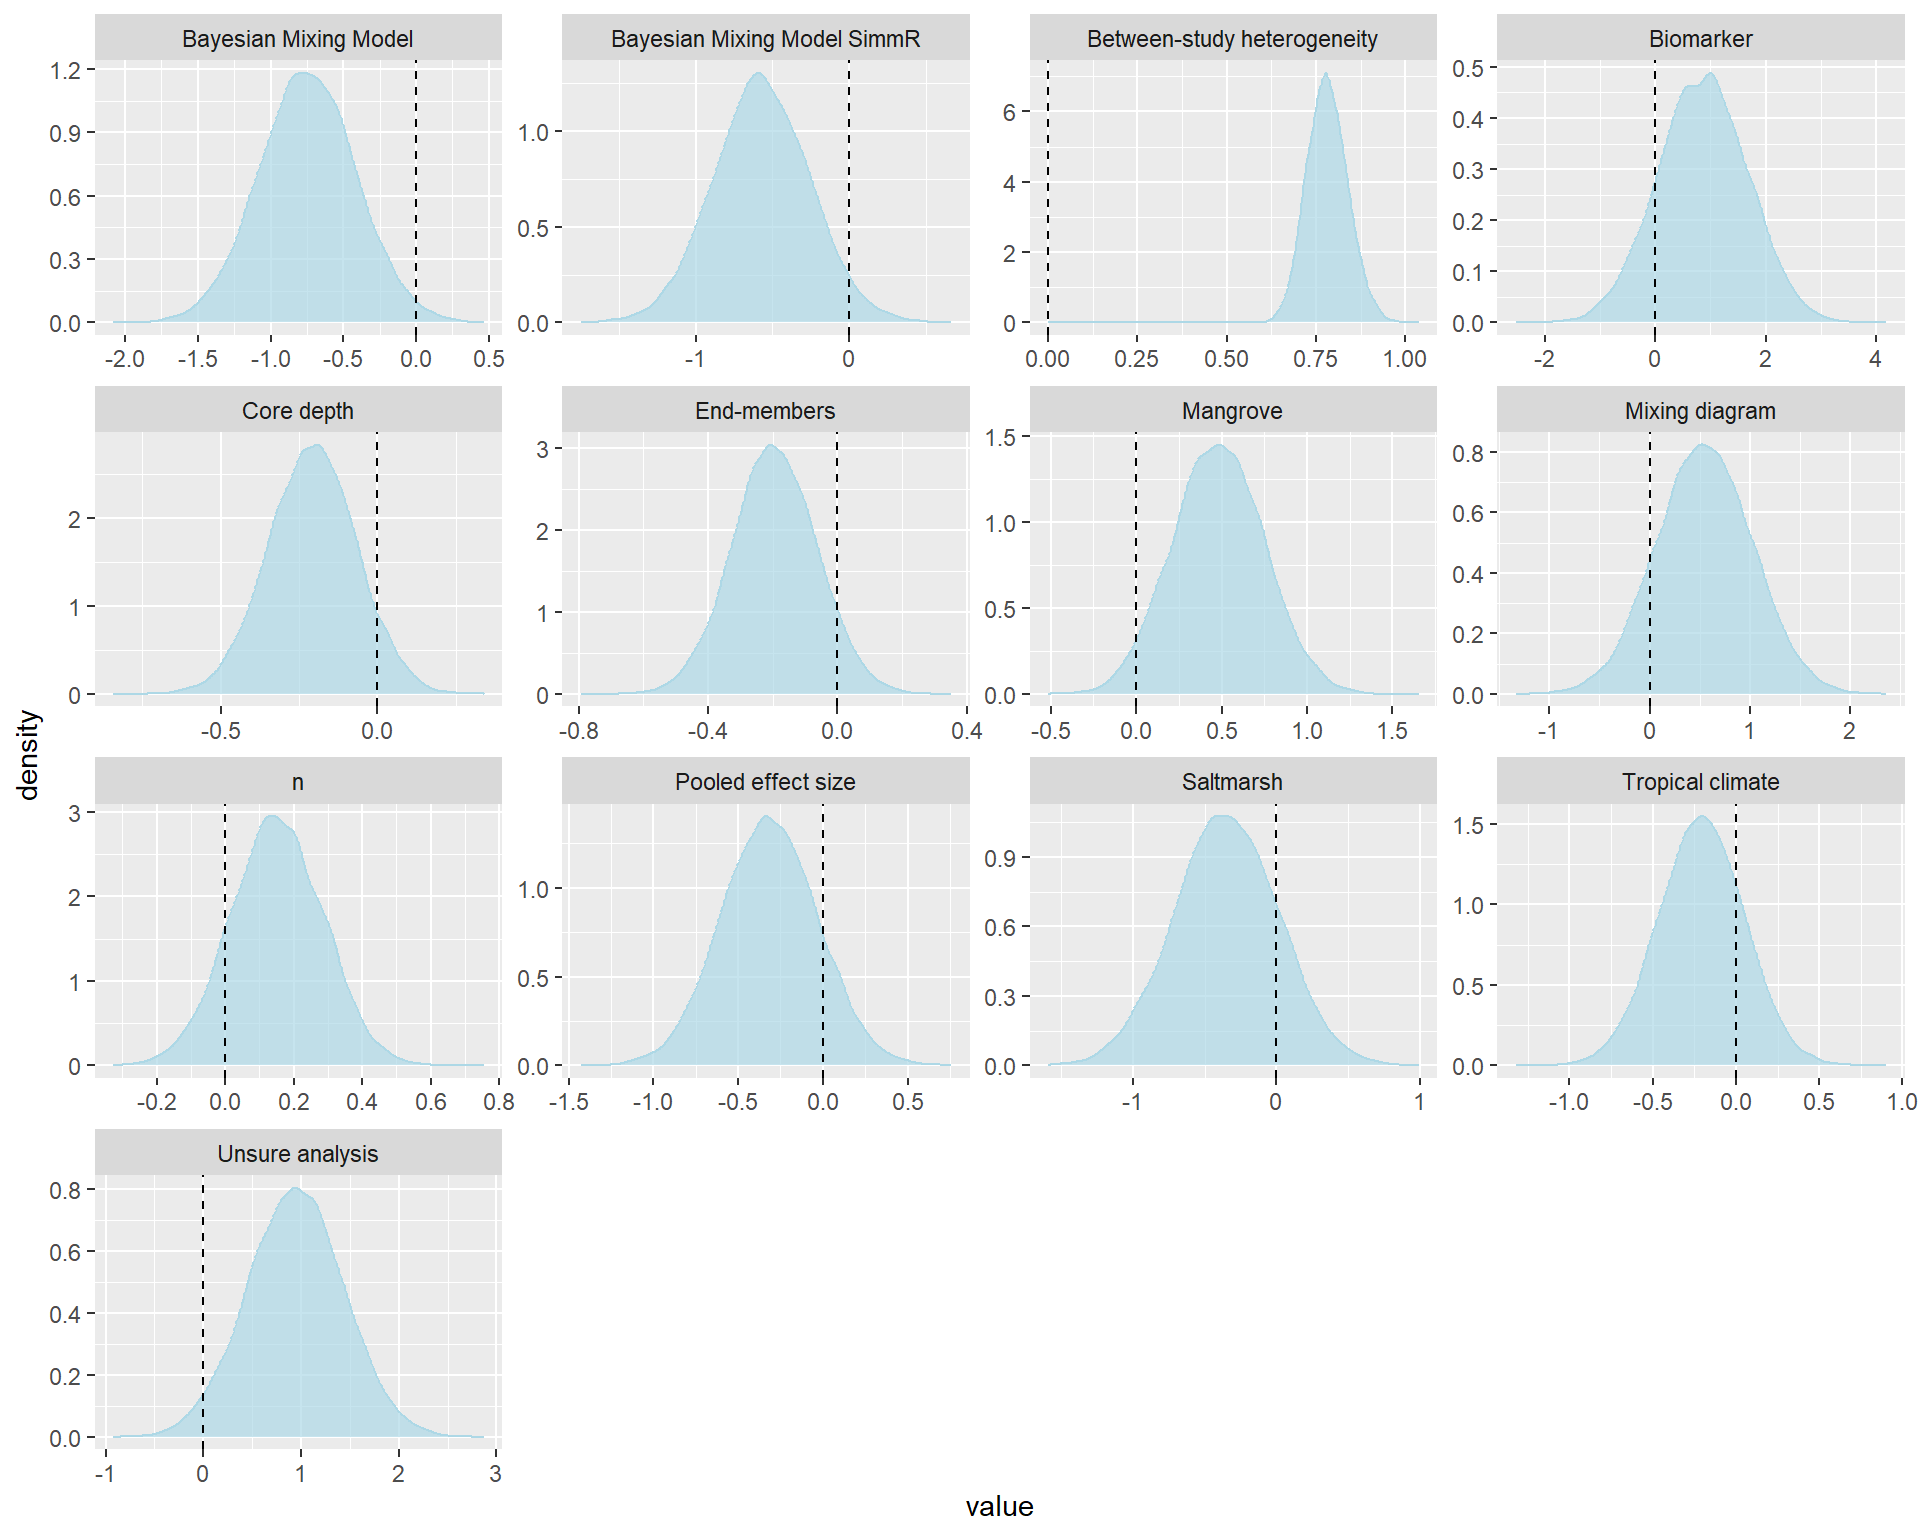 Bayesian Mixing Model
Bayesian Mixing Model SimmR
Between-study heterogeneity
Biomarker
1.2
0.9
0.6
0.3
0.0
-2.0 -1.5 -1.0 -0.5 0.0 0.5
1.0
0.5
0.0
-1 0
6
4
2
0
0.00 0.25 0.50 0.75 1.00
0.5
0.4
0.3
0.2
0.1
0.0
-2 0 2 4
Core depth
End-members
Mangrove
Mixing diagram
2
1
0
-0.5 0.0
3
2
1
0
-0.8 -0.4 0.0 0.4
1.5
1.0
0.5
0.0
-0.5 0.0 0.5 1.0 1.5
0.8
0.6
0.4
0.2
0.0
-1 0 1 2
n
Pooled effect size
Saltmarsh
Tropical climate
3
2
1
0
-0.2 0.0 0.2 0.4 0.6 0.8
1.0
0.5
0.0
-1.5 -1.0 -0.5 0.0 0.5
0.9
0.6
0.3
0.0
-1 0 1
1.5
1.0
0.5
0.0
-1.0 -0.5 0.0 0.5 1.0
Unsure analysis
0.8
0.6
0.4
0.2
0.0
-1 0 1 2 3
density
value